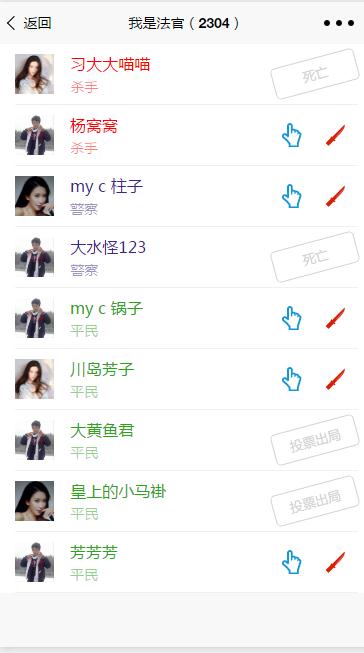 返回 我是法官（2304）
习大大喵喵
死亡
杀手
杨窝窝
杀手
my c 柱子
警察
大水怪123
死亡
警察
my c 锅子
平民
川岛芳子
平民
大黄鱼君
投票出局
平民
皇上的小马褂
投票出局
平民
芳芳芳
平民